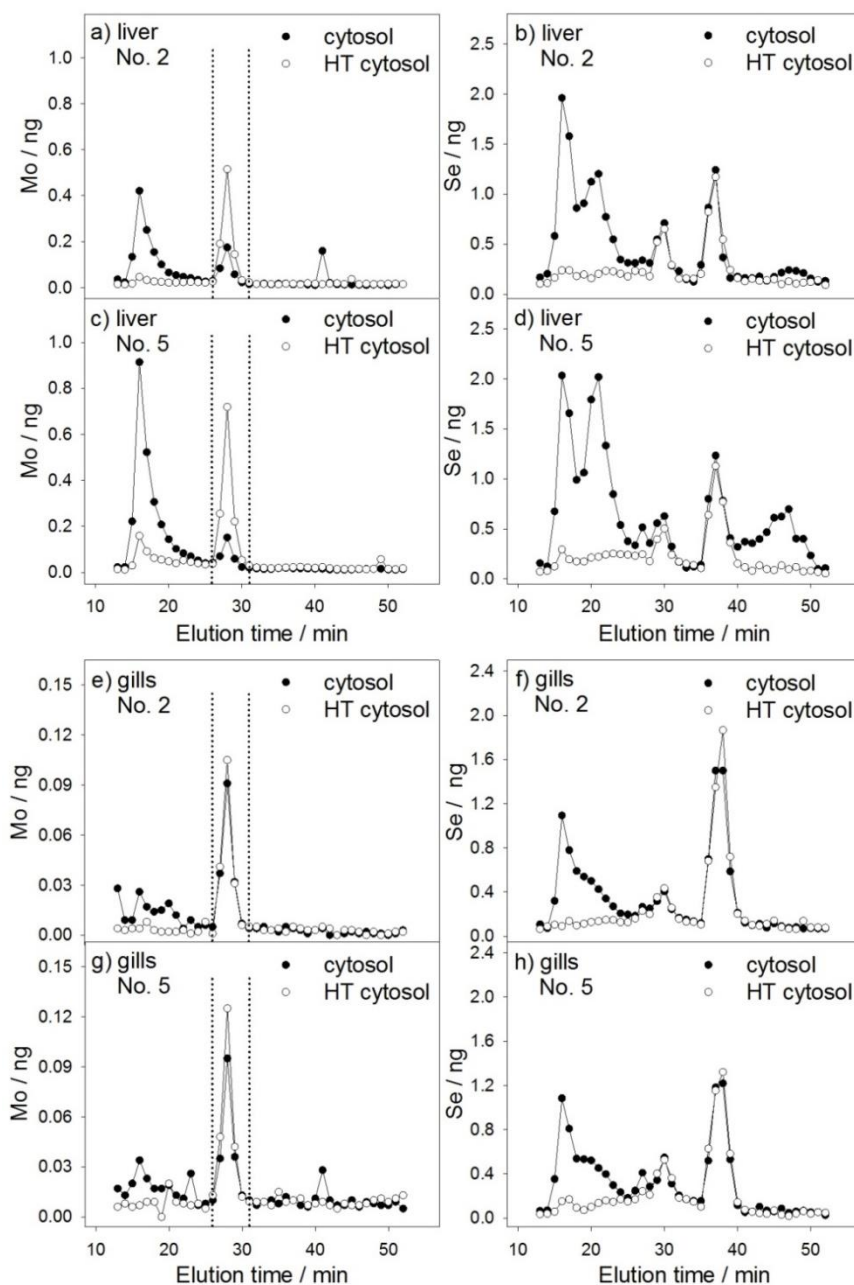 a) liver
No. 2
cytosol
HT cytosol
Mo / ng
1.0
0.8
0.6
0.4
0.2
0.0
b) liver
No. 2
cytosol
HT cytosol
Se / ng
2.5
2.0
1.5
1.0
0.5
0.0
c) liver
No. 5
cytosol
HT cytosol
Mo / ng
1.0
0.8
0.6
0.4
0.2
0.0
10 20 30 40 50
Elution time / min
d) liver
No. 5
cytosol
HT cytosol
Se / ng
2.5
2.0
1.5
1.0
0.5
0.0
10 20 30 40 50
Elution time / min
e) gills
No. 2
cytosol
HT cytosol
Mo / ng
0.15
0.12
0.09
0.06
0.03
0.00
f) gills
No. 2
cytosol
HT cytosol
Se / ng
2.4
2.0
1.6
1.2
0.8
0.4
0.0
g) gills
No. 5
cytosol
HT cytosol
Mo / ng
0.15
0.12
0.09
0.06
0.03
0.00
10 20 30 40 50
Elution time / min
h) gills
No. 5
cytosol
HT cytosol
Se / ng
2.4
2.0
1.6
1.2
0.8
0.4
0.0
10 20 30 40 50
Elution time / min